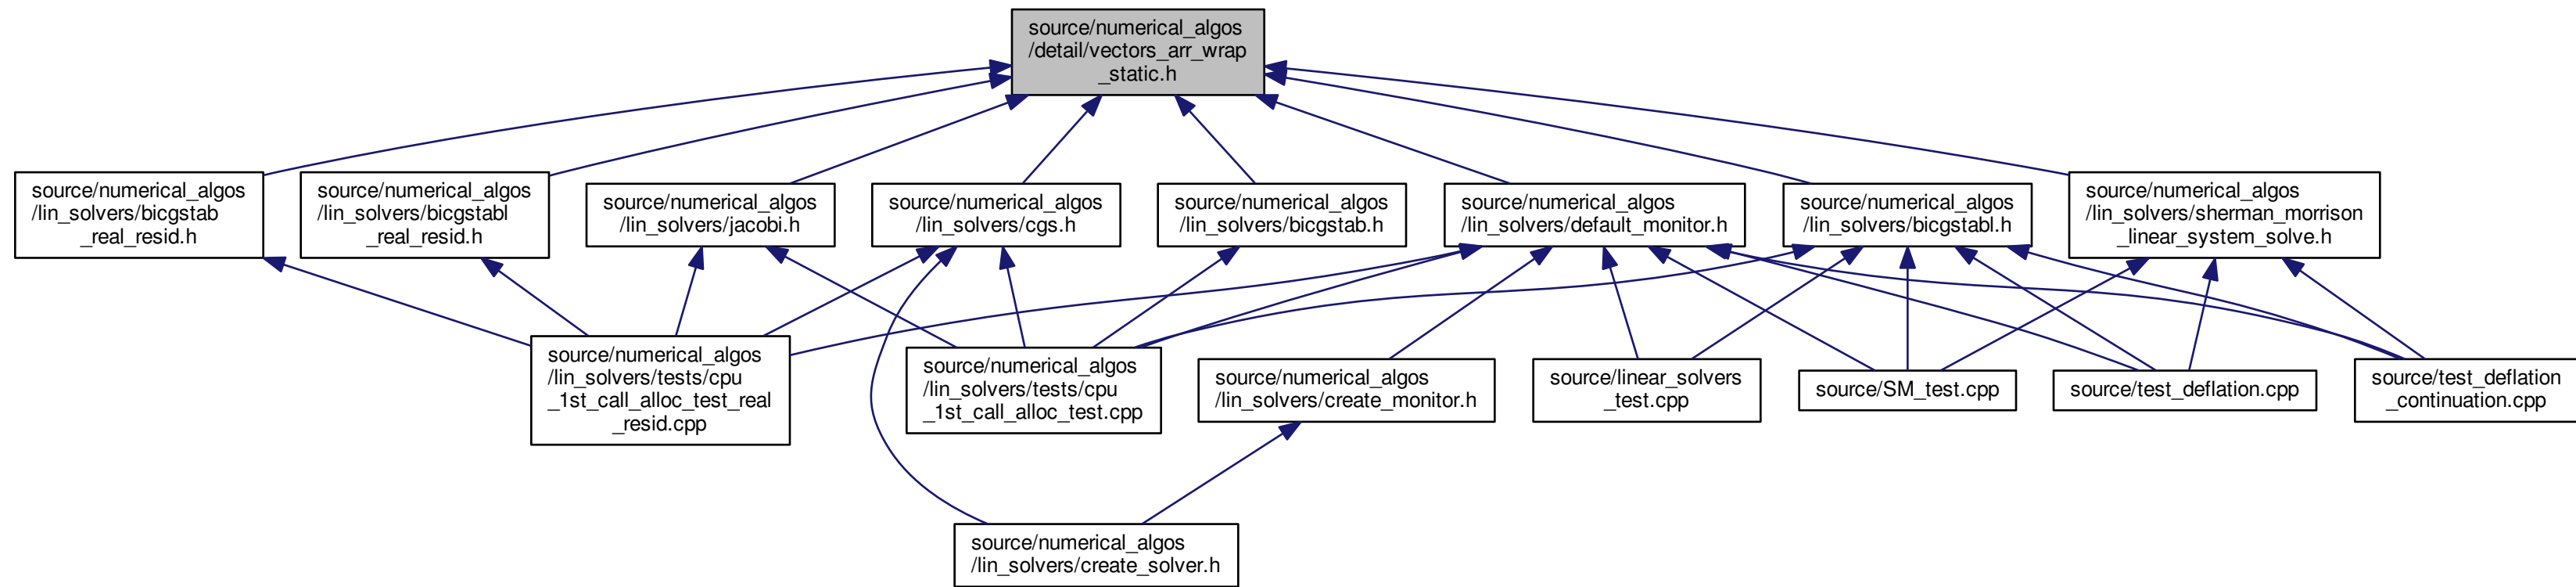 source/numerical_algos
/detail/vectors_arr_wrap
_static.h
source/numerical_algos
/lin_solvers/bicgstab
_real_resid.h
source/numerical_algos
/lin_solvers/bicgstabl
_real_resid.h
source/numerical_algos
/lin_solvers/jacobi.h
source/numerical_algos
/lin_solvers/cgs.h
source/numerical_algos
/lin_solvers/bicgstab.h
source/numerical_algos
/lin_solvers/default_monitor.h
source/numerical_algos
/lin_solvers/bicgstabl.h
source/numerical_algos
/lin_solvers/sherman_morrison
_linear_system_solve.h
source/numerical_algos
/lin_solvers/tests/cpu
_1st_call_alloc_test_real
_resid.cpp
source/numerical_algos
/lin_solvers/tests/cpu
_1st_call_alloc_test.cpp
source/numerical_algos
/lin_solvers/create_monitor.h
source/linear_solvers
_test.cpp
source/SM_test.cpp
source/test_deflation.cpp
source/test_deflation
_continuation.cpp
source/numerical_algos
/lin_solvers/create_solver.h